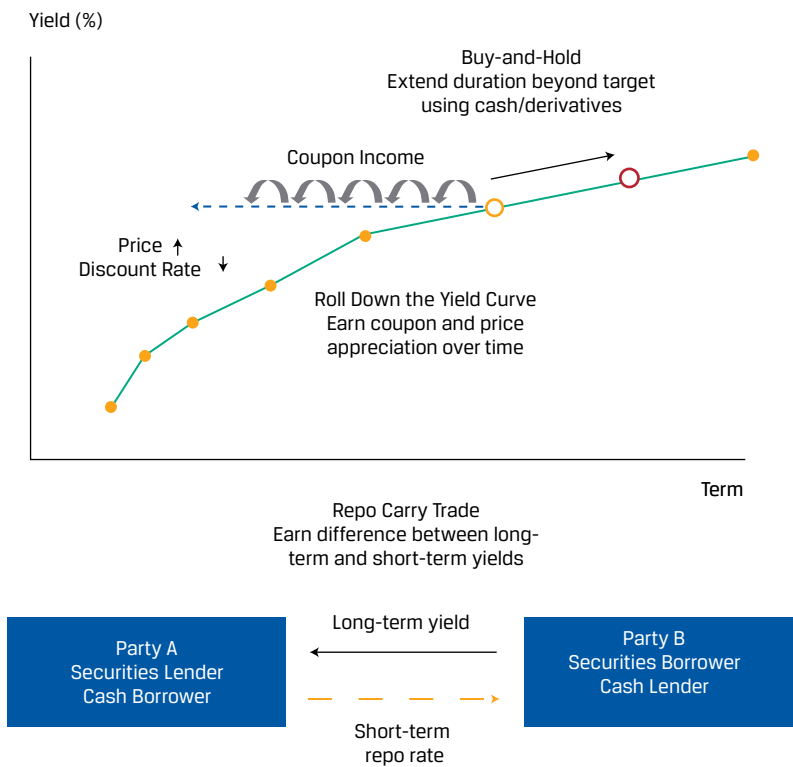 Yield (%)
Buy-and-Hold
Extend duration beyond target
using cash/derivatives
Coupon Income
Price
Discount Rate
Roll Down the Yield Curve
Earn coupon and price
appreciation over time
Term
Repo Carry Trade
Earn difference between long-
term and short-term yields
Party A
Securities Lender
Cash Borrower
Long-term yield
Short-term
repo rate
Party B
Securities Borrower
Cash Lender